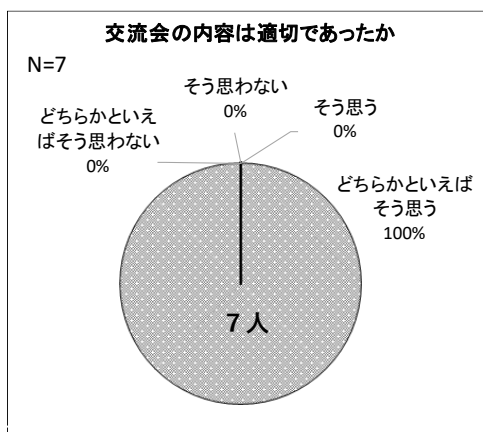 交流会の内容は適切であったか
N=7
そう思わない
0%
そう思う
0%
どちらかといえ
ばそう思わない
0%
どちらかといえば
そう思う
100%
7人